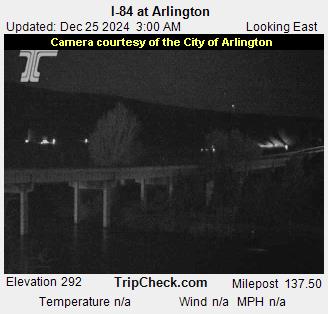 I-84 at Arlington
Updated: Dec 25 2024 3:00 AM Looking East
Camera courtesy of the City of Arlington
Elevation 292 TripCheck.com Milepost 137.50
Temperature n/a Wind n/a MPH n/a